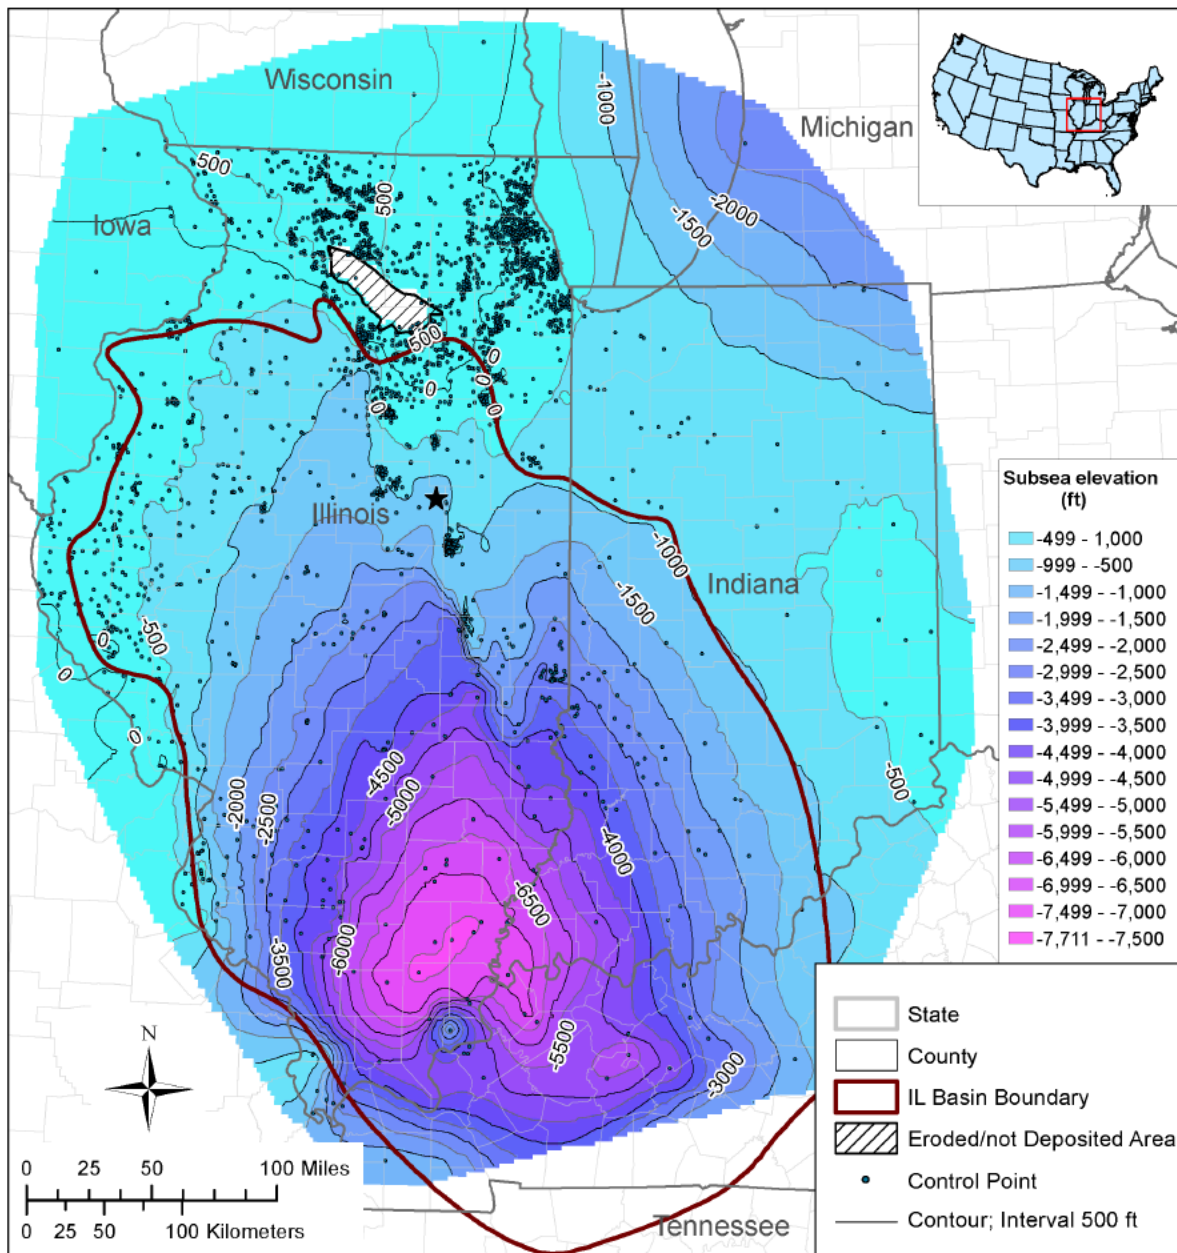 Wisconsin
-1000
Michigan
500
500
-2000
-1500
Iowa
500
0
0
0
0
0
Illinois
-1000
Indiana
-1500
-500
0
0
0
-500
-4500
-5000
-2000
-2500
-4000
-6500
-6000
-3500
-5500
-3000
Subsea elevation
(ft)
-499 - 1,000
-999 - -500
-1,499 - -1,000
-1,999 - -1,500
-2,499 - -2,000
-2,999 - -2,500
-3,499 - -3,000
-3,999 - -3,500
-4,499 - -4,000
-4,999 - -4,500
-5,499 - -5,000
-5,999 - -5,500
-6,499 - -6,000
-6,999 - -6,500
-7,499 - -7,000
-7,711 - -7,500
State
County
IL Basin Boundary
Eroded/not Deposited Area
Control Point
Contour; Interval 500 ft
N
0 25 50 100 Miles
0 25 50 100 Kilometers
Tennessee